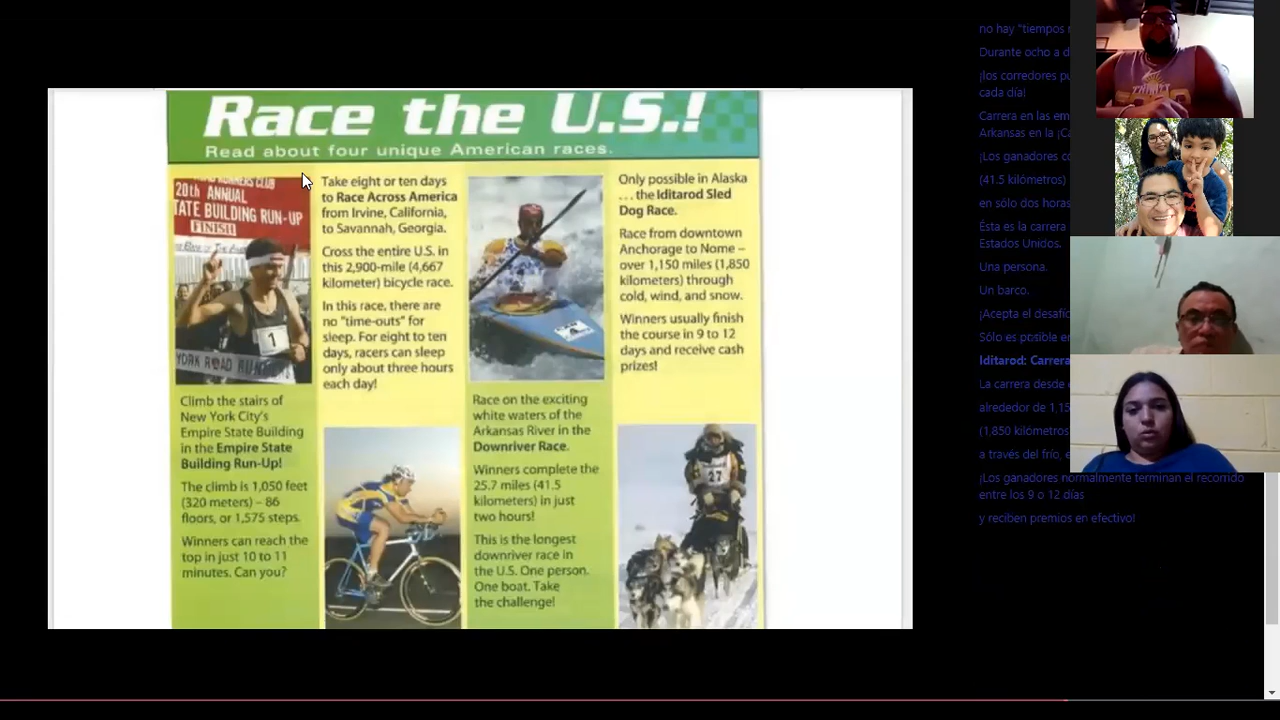 Race the U.S.!
Read about four unique American races.
20th ANNUAL
TATE BUILDING RUN-UP
FINISH
1
YORK ROAD RUN
Climb the stairs of
New York City's
Empire State Building
in the Empire State
Building Run-Up!
The climb is 1,050 feet
(320 meters) – 86
floors, or 1,575 steps.
Winners can reach the
top in just 10 to 11
minutes. Can you?
Take eight or ten days
to Race Across America
from Irvine, California,
to Savannah, Georgia.
Cross the entire U.S. in
this 2,900-mile (4,667
kilometer) bicycle race.
In this race, there are
no "time-outs" for
sleep. For eight to ten
days, racers can sleep
only about three hours
each day!
Race on the exciting
white waters of the
Arkansas River in the
Downriver Race.
Winners complete the
25.7 miles (41.5
kilometers) in just
two hours!
This is the longest
downriver race in
the U.S. One person.
One boat. Take
the challenge!
Only possible in Alaska
. . . the Iditarod Sled
Dog Race.
Race from downtown
Anchorage to Nome –
over 1,150 miles (1,850
kilometers) through
cold, wind, and snow.
Winners usually finish
the course in 9 to 12
days and receive cash
prizes!
27
no hay "tiempos
Durante ocho a d
¡los corredores pu
cada día!
Carrera en las em
Arkansas en la ¡Ca
¡Los ganadores co
(41.5 kilómetros)
en sólo dos horas
Ésta es la carrera
Estados Unidos.
Una persona.
Un barco.
¡Acepta el desafío
Sólo es posible en
Iditarod: Carrera
La carrera desde
alrededor de 1,15
(1,850 kilómetros
a través del frío, e
¡Los ganadores normalmente terminan el recorrido
entre los 9 o 12 días
y reciben premios en efectivo!